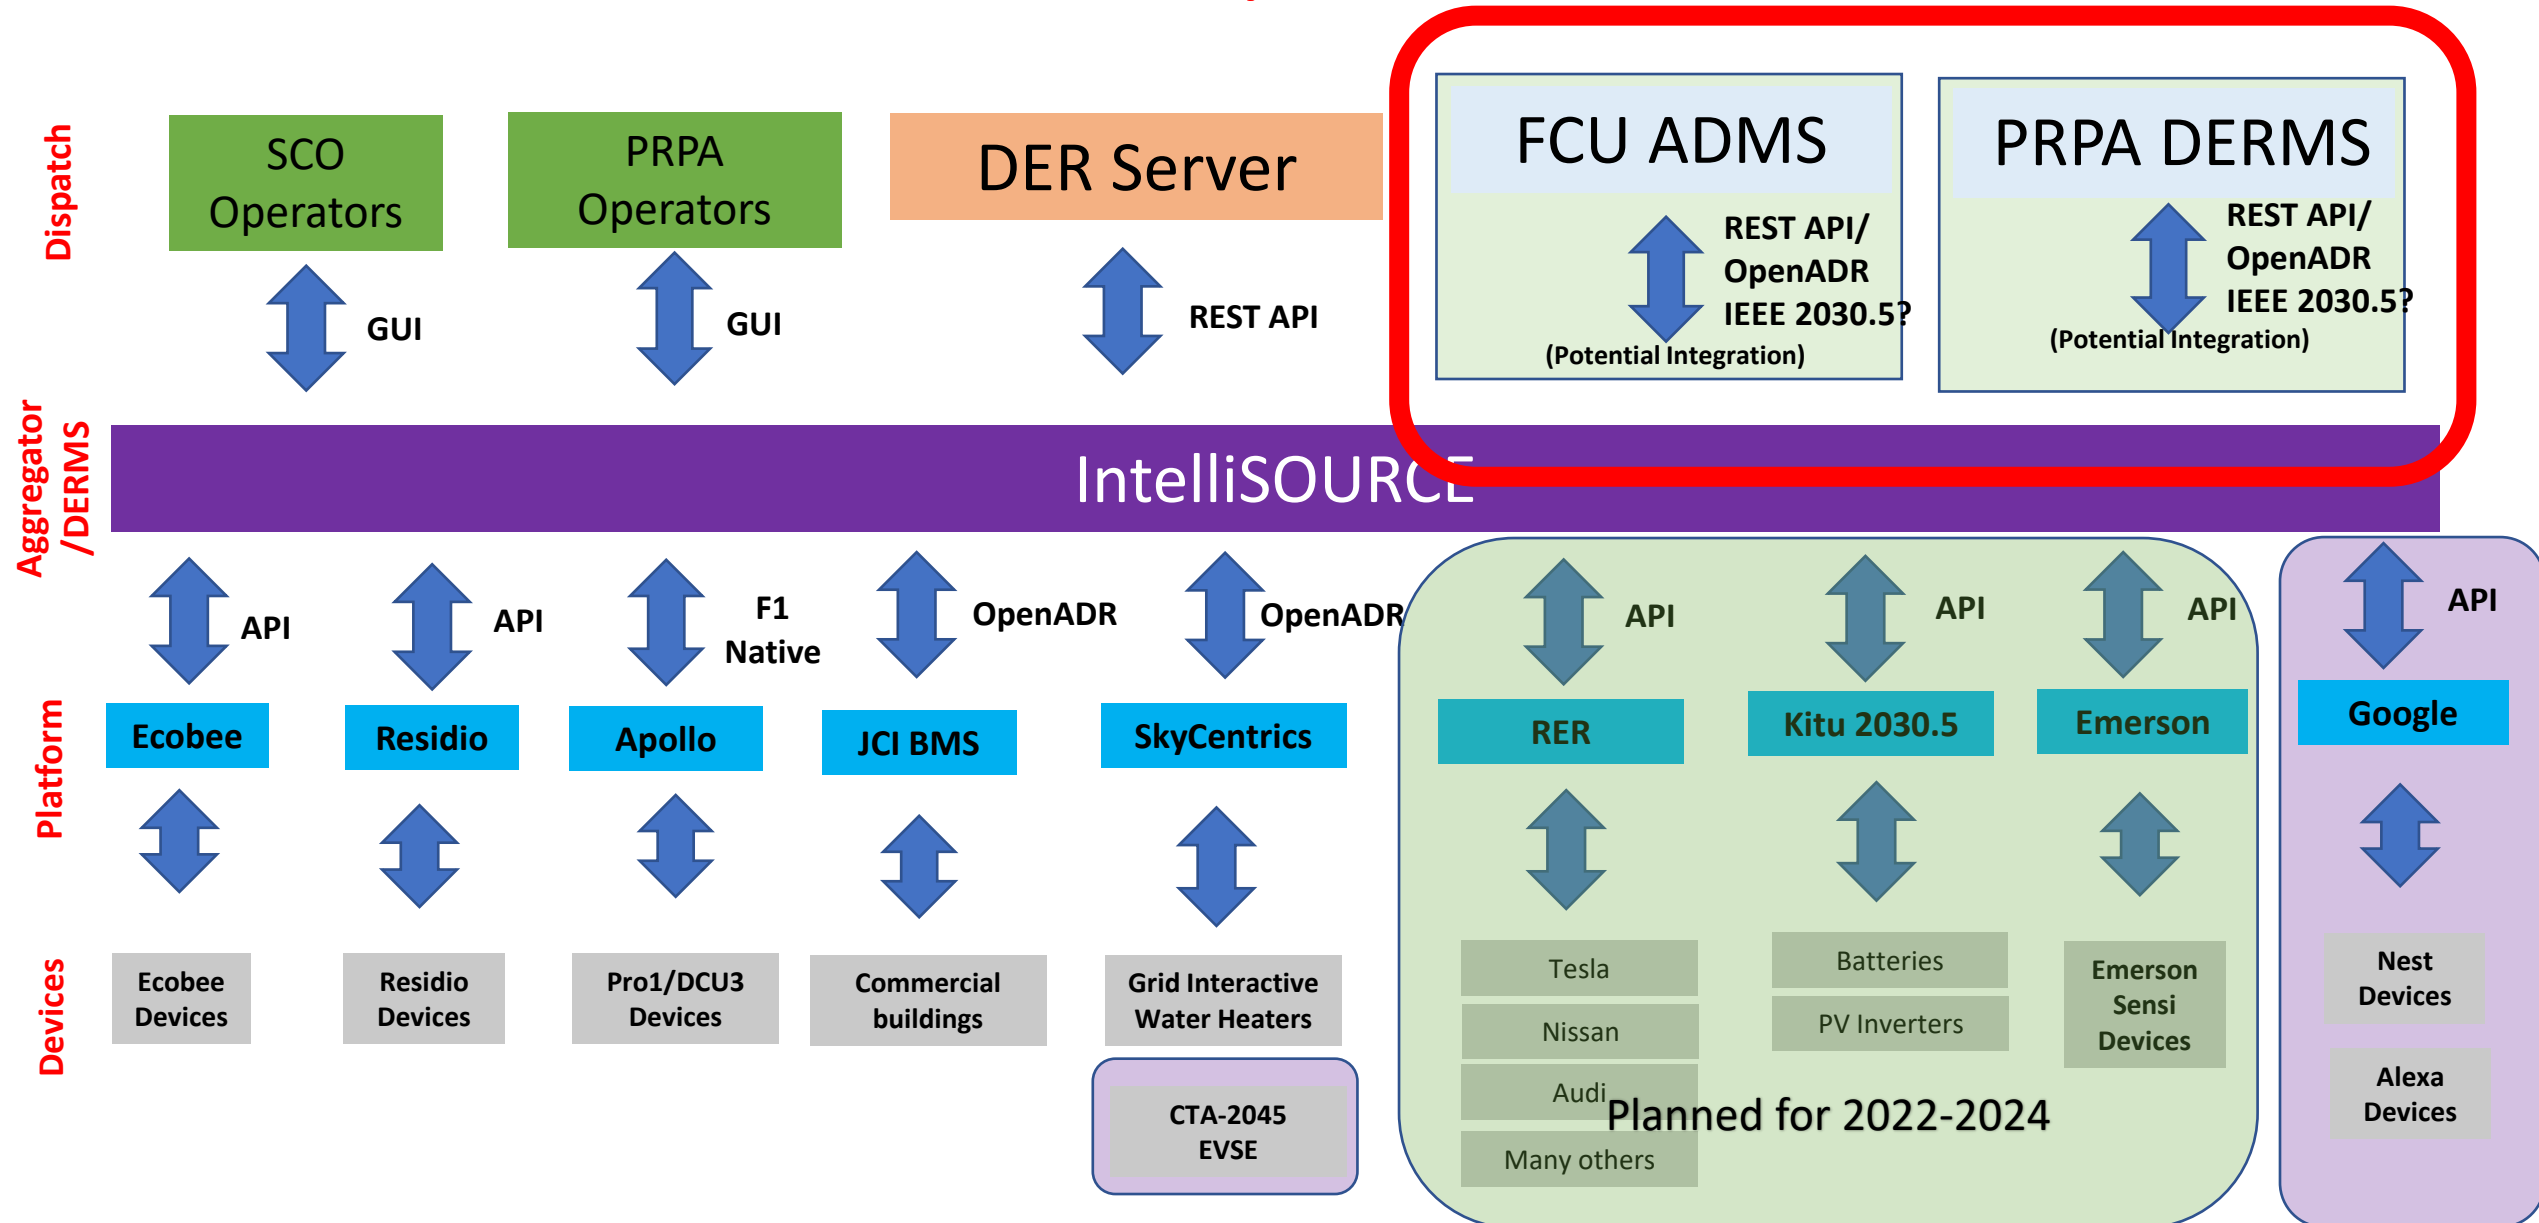 Dispatch
SCO
Operators
PRPA
Operators
DER Server
FCU ADMS
PRPA DERMS
GUI
GUI
REST API
REST API/
OpenADR
IEEE 2030.5?
(Potential Integration)
REST API/
OpenADR
IEEE 2030.5?
(Potential Integration)
Aggregator
/DERMS
IntelliSOURCE
API
API
F1
Native
OpenADR
OpenADR
API
API
API
API
Platform
Ecobee
Residio
Apollo
JCI BMS
SkyCentrics
RER
Kitu 2030.5
Emerson
Google
Devices
Ecobee
Devices
Residio
Devices
Pro1/DCU3
Devices
Commercial
buildings
Grid Interactive
Water Heaters
CTA-2045
EVSE
Tesla
Nissan
Audi
Many others
Batteries
PV Inverters
Emerson
Sensi
Devices
Planned for 2022-2024
Nest
Devices
Alexa
Devices